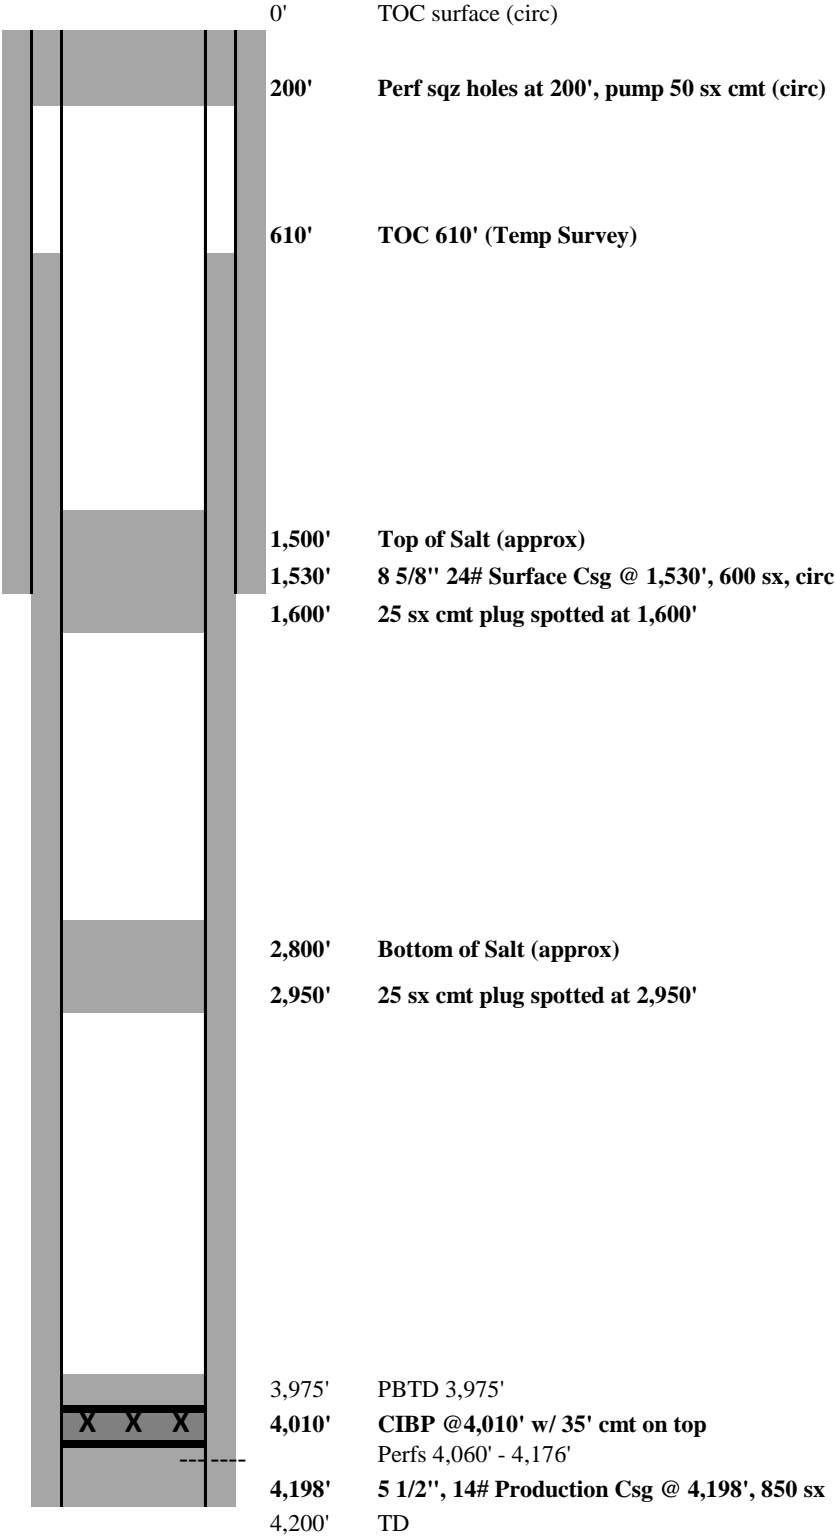 0' TOC surface (circ)
200' Perf sqz holes at 200', pump 50 sx cmt (circ)
610' TOC 610' (Temp Survey)
1,500' Top of Salt (approx)
1,530' 8 5/8" 24# Surface Csg @ 1,530', 600 sx, circ
1,600' 25 sx cmt plug spotted at 1,600'
2,800' Bottom of Salt (approx)
2,950' 25 sx cmt plug spotted at 2,950'
3,975' PBTD 3,975'
X X X 4,010' CIBP @4,010' w/ 35' cmt on top
Perfs 4,060' - 4,176'
4,198' 5 1/2", 14# Production Csg @ 4,198', 850 sx
4,200' TD